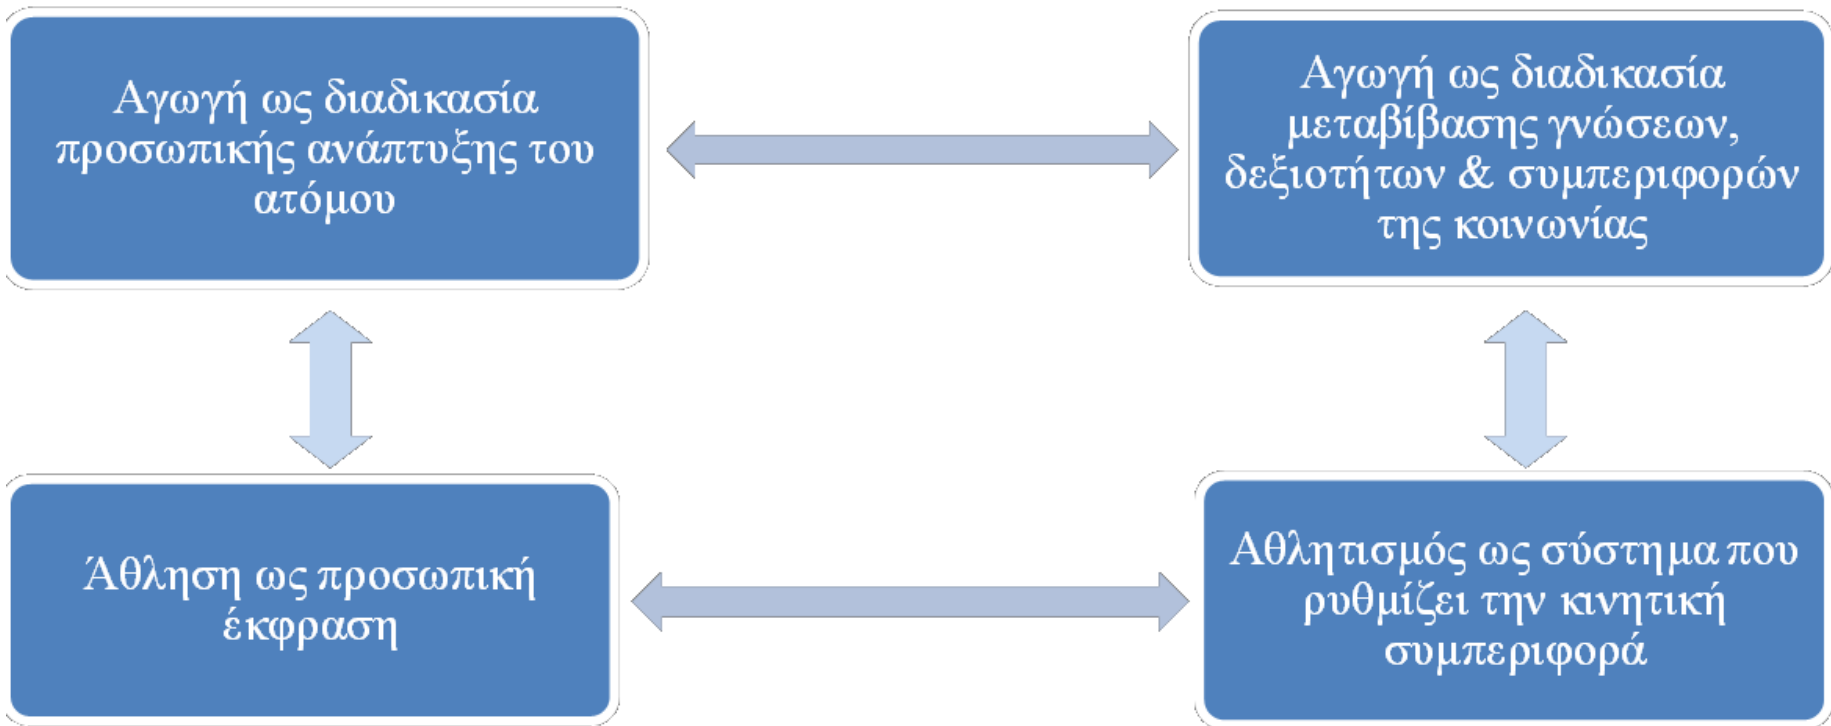 Αγωγή ως διαδικασία
προσωπικής ανάπτυξης του
ατόμου
Αγωγή ως διαδικασία
μεταβίβασης γνώσεων,
δεξιοτήτων & συμπεριφορών
της κοινωνίας
Άθληση ως προσωπική
έκφραση
Αθλητισμός ως σύστημα που
ρυθμίζει την κινητική
συμπεριφορά